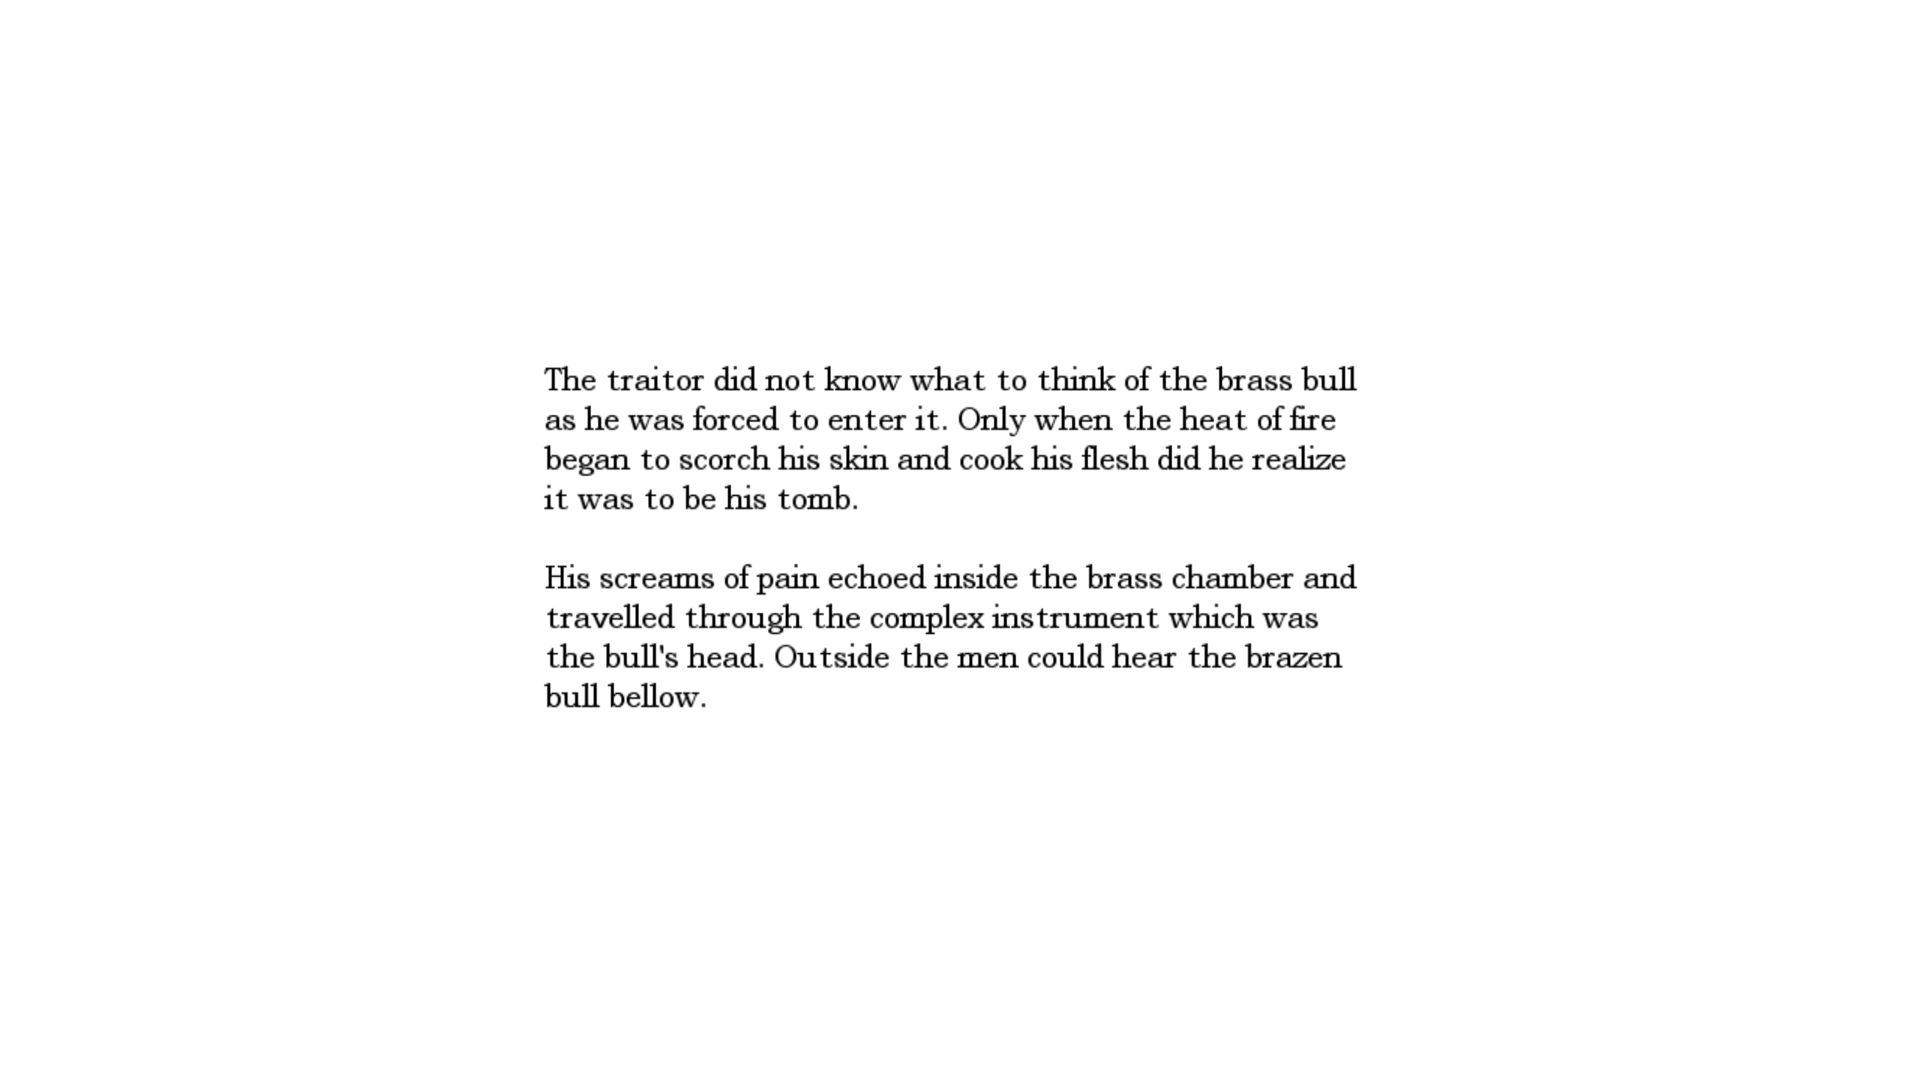 The traitor did not know what to think of the brass bull
as he was forced to enter it. Only when the heat of fire
began to scorch his skin and cook his flesh did he realize
it was to be his tomb.

His screams of pain echoed inside the brass chamber and
travelled through the complex instrument which was
the bull's head. Outside the men could hear the brazen
bull bellow.